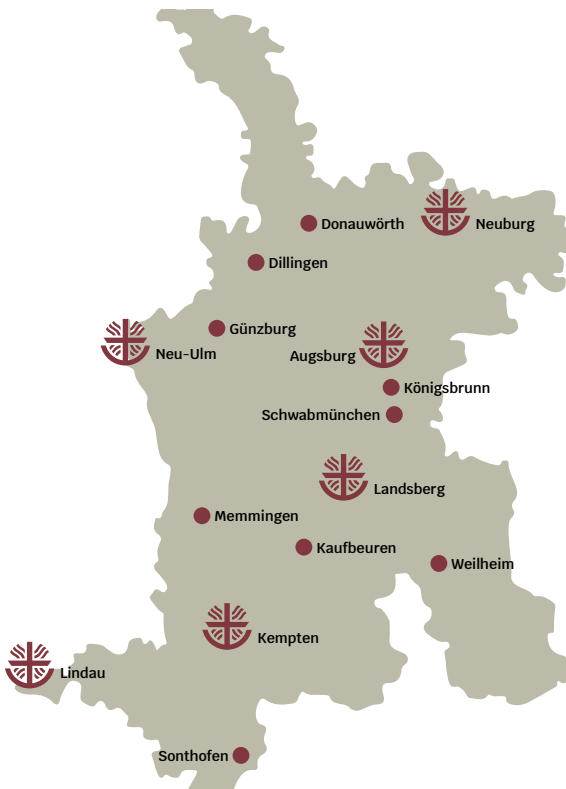 Donauwörth
Neuburg
Dillingen
Günzburg
Neu-Ulm
Augsburg
Königsbrunn
Schwabmünchen
Landsberg
Memmingen
Kaufbeuren
Weilheim
Kempten
Lindau
Sonthofen